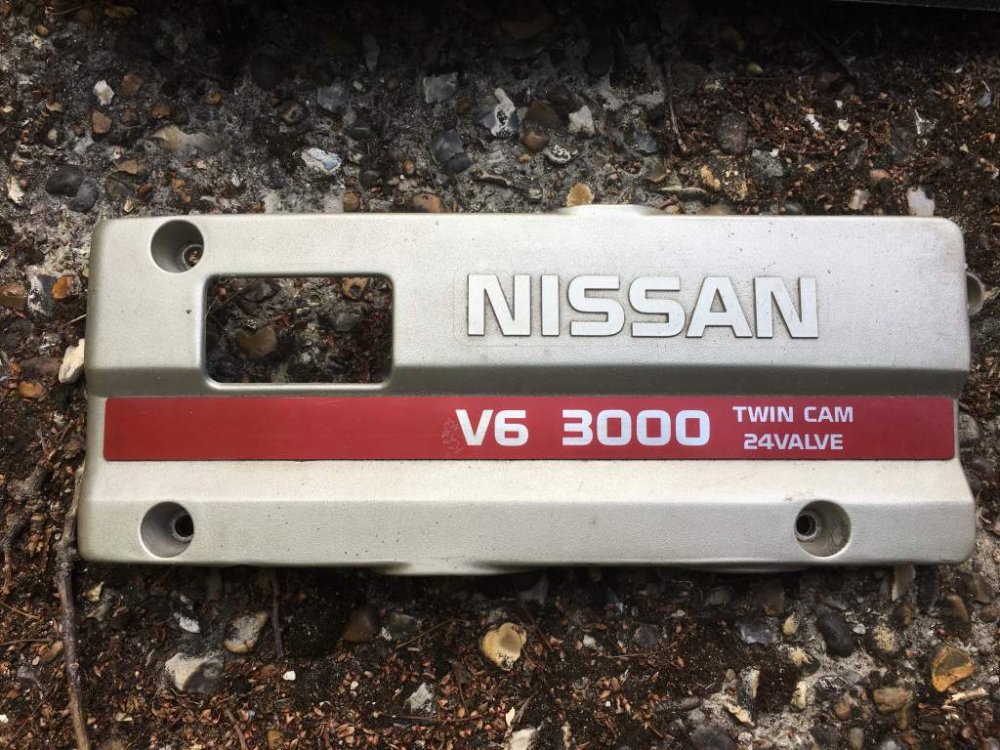 NISSAN
V6 3000 TWIN CAM
24VALVE